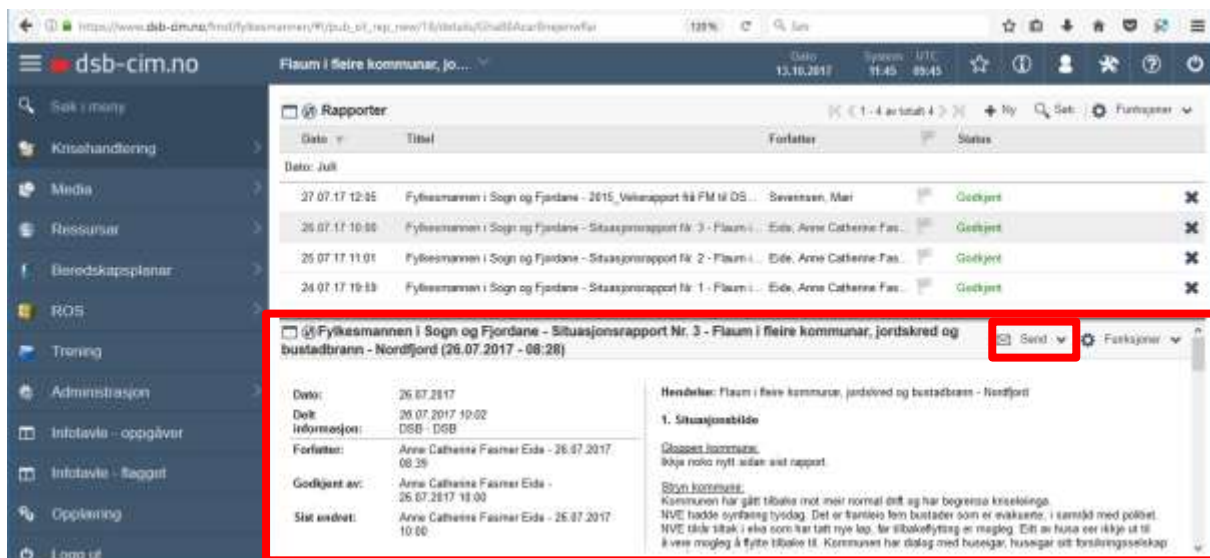 https://www.dsb-cim.no/
120%
Søk
dsb-cim.no
Flaum i fleire kommunar, jo...
Dato
13.10.2017
System
11:45
UTC
09:45
Søk i meny
Krisehandtering
Media
Ressursar
Beredskapsplanar
ROS
Trening
Administrasjon
Infotavle - oppgåver
Infotavle - flagget
Opplæring
Logg ut
Rapporter
1 - 4 av totalt 4
Ny
Søk
Funksjoner
Dato Tittel Forfatter Status
Dato: Juli
27.07.17 12:05 Fylkesmannen i Sogn og Fjordane - 2015_Vekerapport frå FM til DS... Mari Godkjent
26.07.17 10:00 Fylkesmannen i Sogn og Fjordane - Situasjonsrapport Nr. 3 - Flaum i... Eide, Anne Catherine Fas... Godkjent
25.07.17 11:01 Fylkesmannen i Sogn og Fjordane - Situasjonsrapport Nr. 2 - Flaum i... Eide, Anne Catherine Fas... Godkjent
24.07.17 19:59 Fylkesmannen i Sogn og Fjordane - Situasjonsrapport Nr. 1 - Flaum i... Eide, Anne Catherine Fas... Godkjent
Fylkesmannen i Sogn og Fjordane - Situasjonsrapport Nr. 3 - Flaum i fleire kommunar, jordskred og
bustadbrann - Nordfjord (26.07.2017 - 08:28)
Send
Funksjoner
Dato: 26.07.2017
Delt 26.07.2017 10:02
informasjon: DSB - DSB
Forfatter: Anne Catherine Fasmer Eide - 26.07.2017
08:39
Godkjent av: Anne Catherine Fasmer Eide -
26.07.2017 10:00
Sist endret: Anne Catherine Fasmer Eide - 26.07.2017
10:00
Hendelse: Flaum i fleire kommunar, jordskred og bustadbrann - Nordfjord
1. Situasjonsbilde
Gloppen kommune:
Ikkje noko nytt sidan sist rapport.
Stryn kommune:
Kommunen har gått tilbake mot meir normal drift og har begrensa kriseleiinga.
NVE hadde synfaring tysdag. Det er framleis fem bustader som er evakuerte, i samråd med politiet.
NVE tilrår tiltak i elva som har tatt nye løp, før tilbakeflytting er mogleg. Eitt av husa ser ikkje ut til
å vere mogleg å flytte tilbake til. Kommunen har dialog med huseigar, huseigar sitt forsikringsselskap